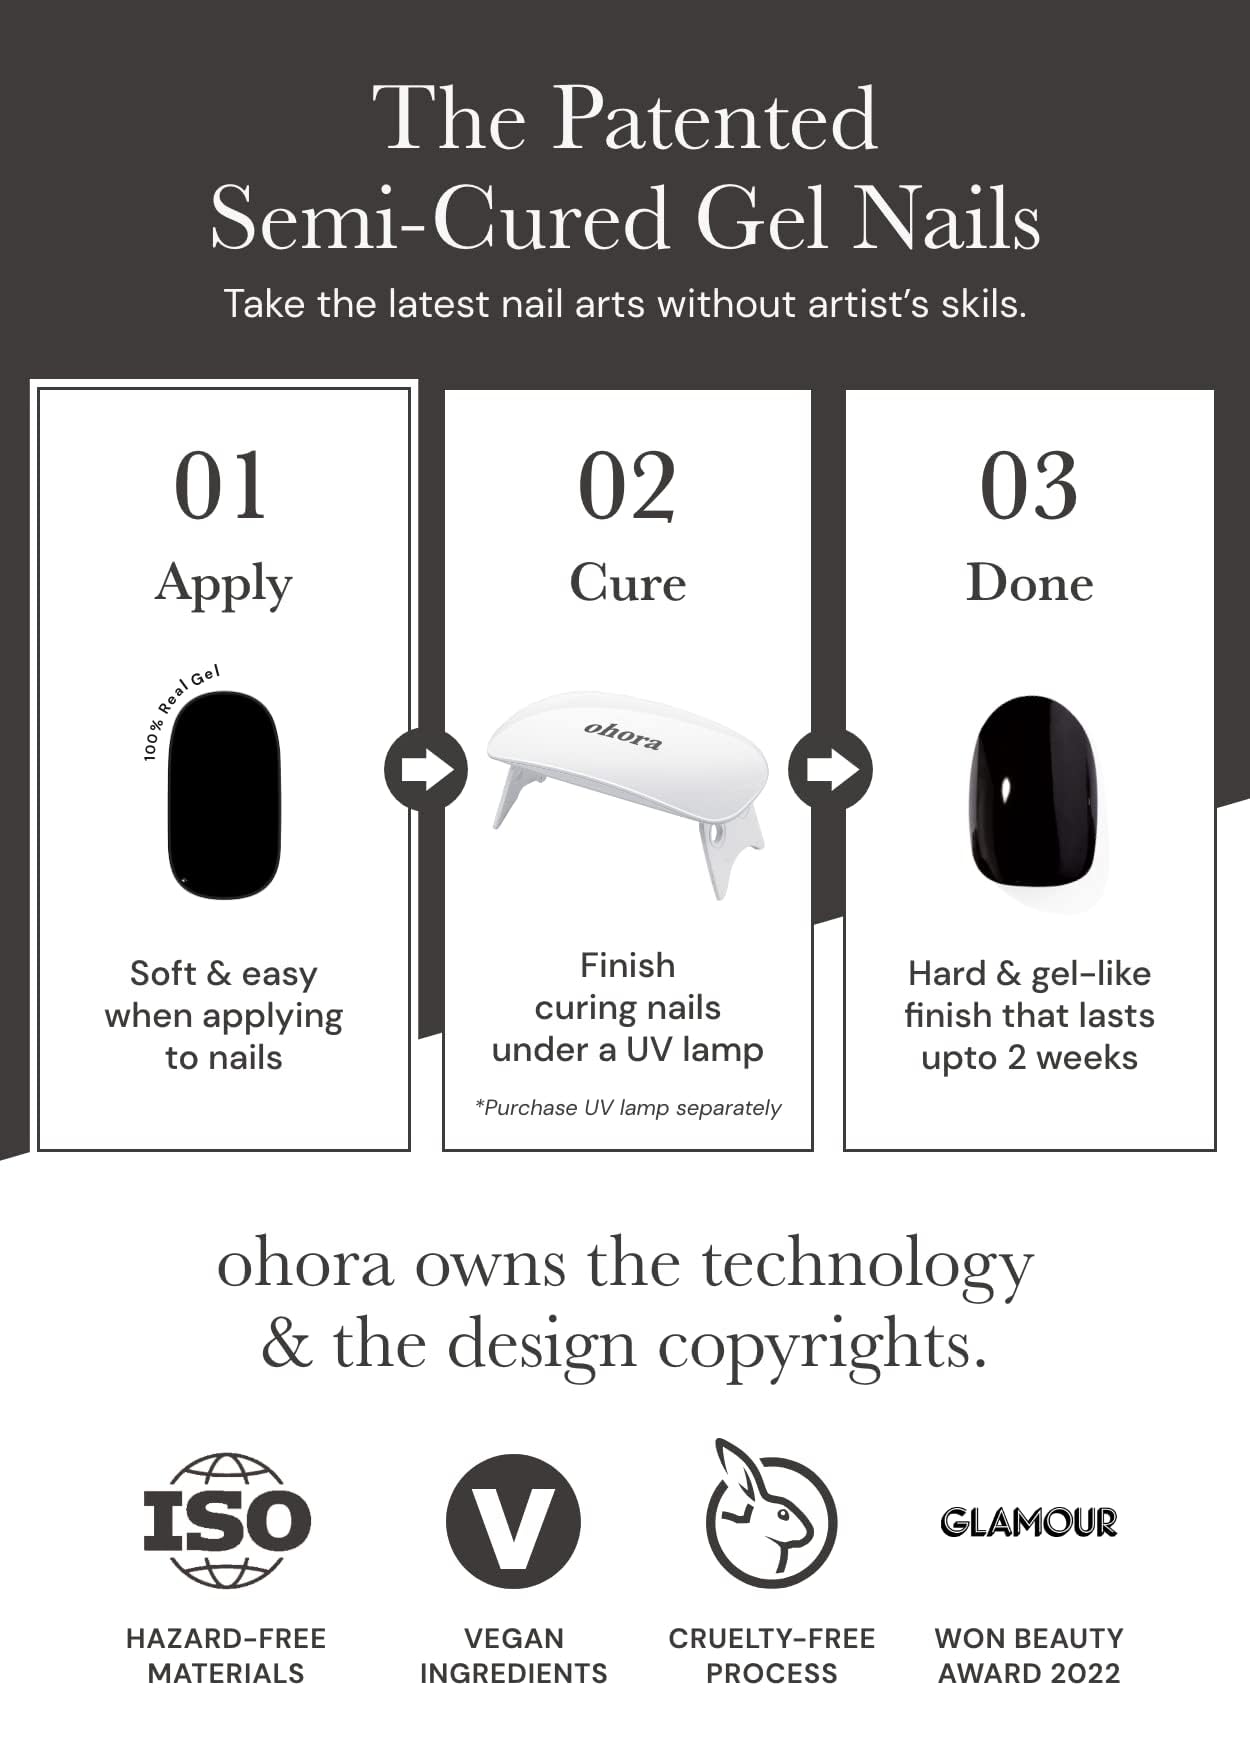 The Patented
Semi-Cured Gel Nails
Take the latest nail arts without artist’s skils.
01
Apply
100% Real Gel
Soft & easy
when applying
to nails
02
Cure
ohora
Finish
curing nails
under a UV lamp
*Purchase UV lamp separately
03
Done
Hard & gel-like
finish that lasts
upto 2 weeks
ohora owns the technology
& the design copyrights.
ISO
HAZARD-FREE
MATERIALS
V
VEGAN
INGREDIENTS
CRUELTY-FREE
PROCESS
GLAMOUR
WON BEAUTY
AWARD 2022